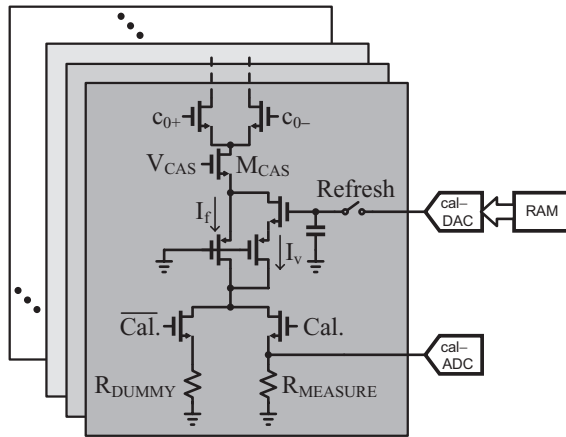 c0+
c0−
VCAS
MCAS
Refresh
cal−
DAC
RAM
If
Iv
Cal.
Cal.
cal−
ADC
RDUMMY
RMEASURE